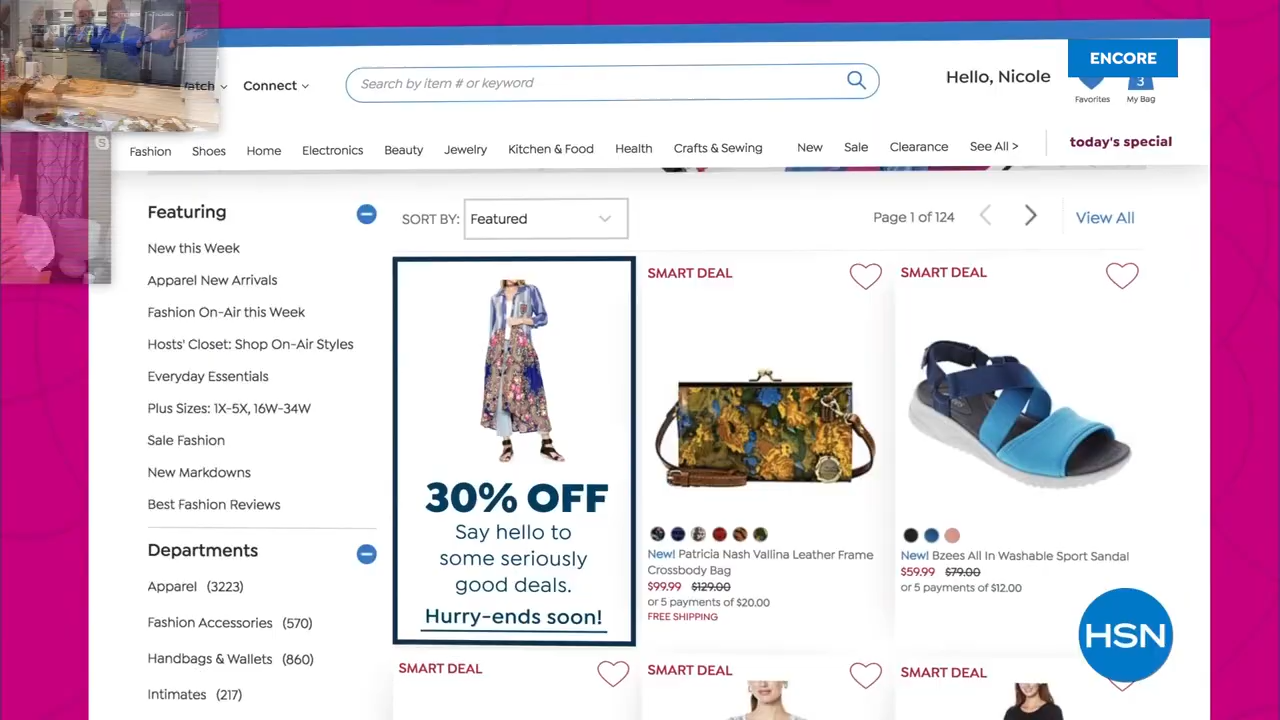 ENCORE
Connect
Search by item # or keyword
Hello, Nicole
3
Favorites
My Bag
S
Fashion
Shoes
Home
Electronics
Beauty
Jewelry
Kitchen & Food
Health
Crafts & Sewing
New
Sale
Clearance
See All >
today's special
Featuring
SORT BY: Featured
Page 1 of 124
View All
New this Week
Apparel New Arrivals
Fashion On-Air this Week
Hosts' Closet: Shop On-Air Styles
Everyday Essentials
Plus Sizes: 1X-5X, 16W-34W
Sale Fashion
New Markdowns
Best Fashion Reviews
Departments
Apparel (3223)
Fashion Accessories (570)
Handbags & Wallets (860)
Intimates (217)
30% OFF
Say hello to
some seriously
good deals.
Hurry-ends soon!
SMART DEAL
New! Patricia Nash Vallina Leather Frame
Crossbody Bag
$99.99 $129.00
or 5 payments of $20.00
FREE SHIPPING
SMART DEAL
New! Bzees All In Washable Sport Sandal
$59.99 $79.00
or 5 payments of $12.00
HSN
SMART DEAL
SMART DEAL
SMART DEAL